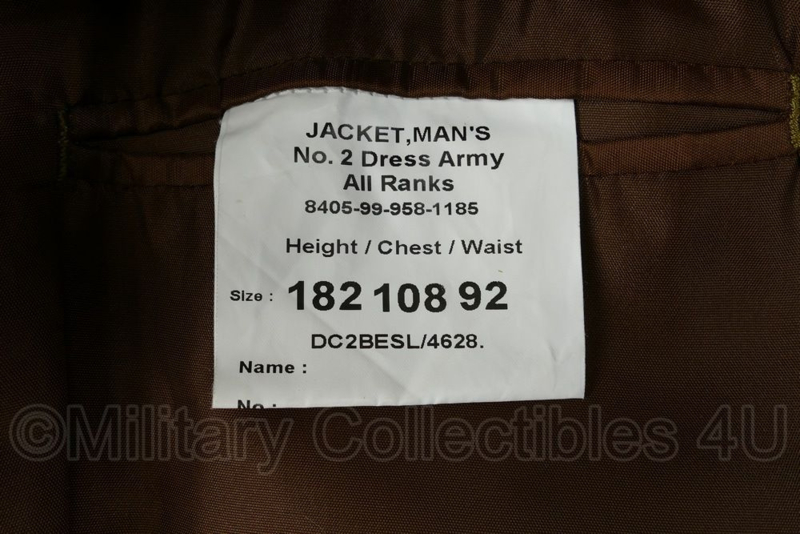 JACKET,MAN'S
No. 2 Dress Army
All Ranks
8405-99-958-1185
Height / Chest / Waist
Size : 182 108 92
DC2BESL/4628.
Name :
No :
©Military Collectibles 4U